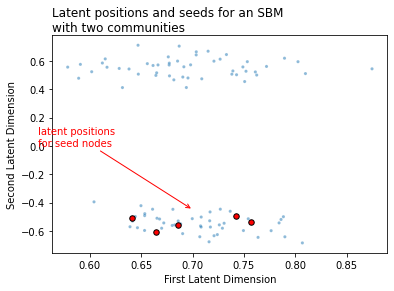 Latent positions and seeds for an SBM
with two communities
Second Latent Dimension
0.6
0.4
0.2
0.0
−0.2
−0.4
−0.6
latent positions
for seed nodes
0.60
0.65
0.70
0.75
0.80
0.85
First Latent Dimension